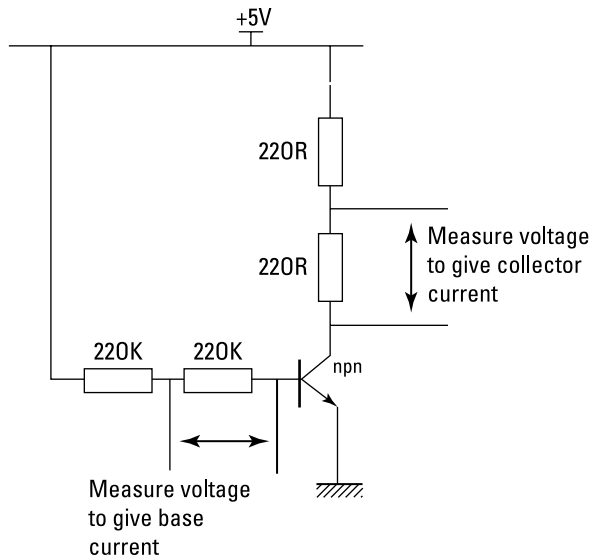 +5V
220R
220R
Measure voltage
to give collector
current
220K
220K
npn
Measure voltage
to give base
current